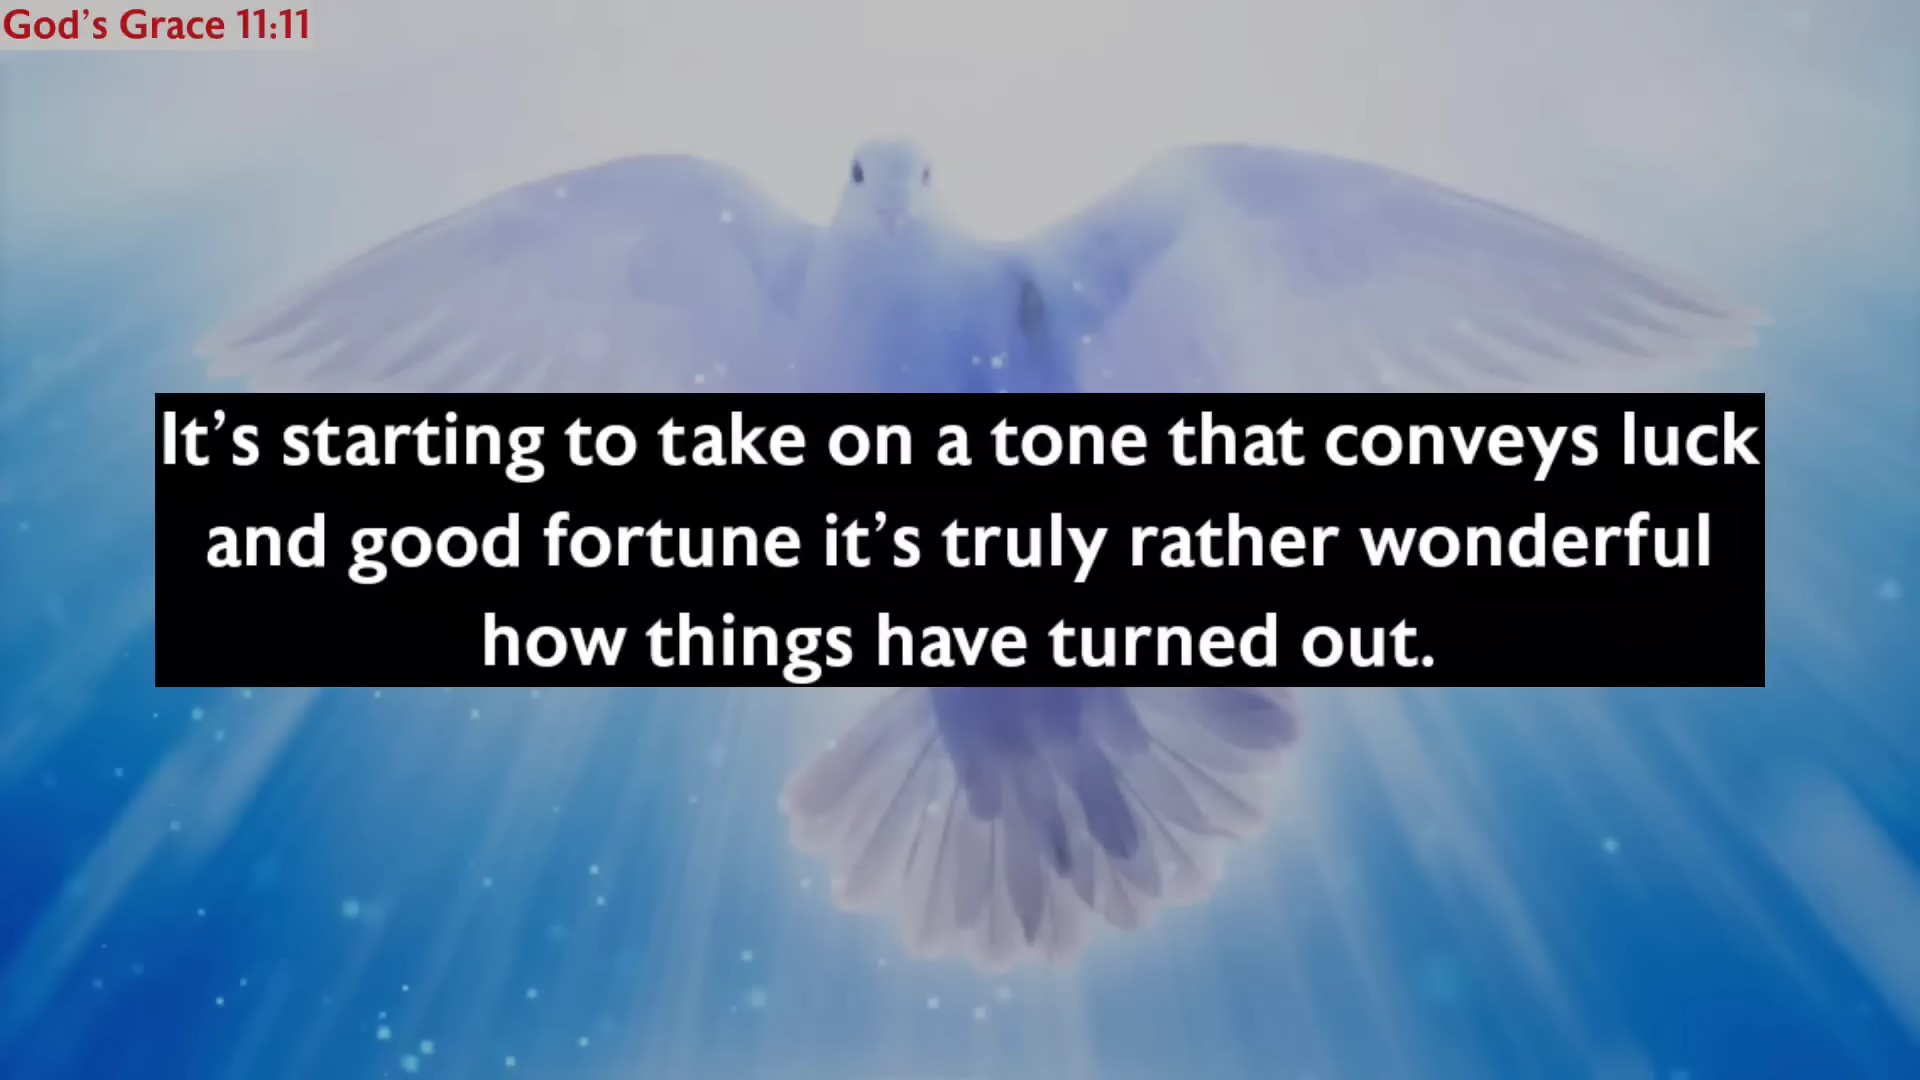 God’s Grace 11:11
It’s starting to take on a tone that conveys luck
and good fortune it’s truly rather wonderful
how things have turned out.